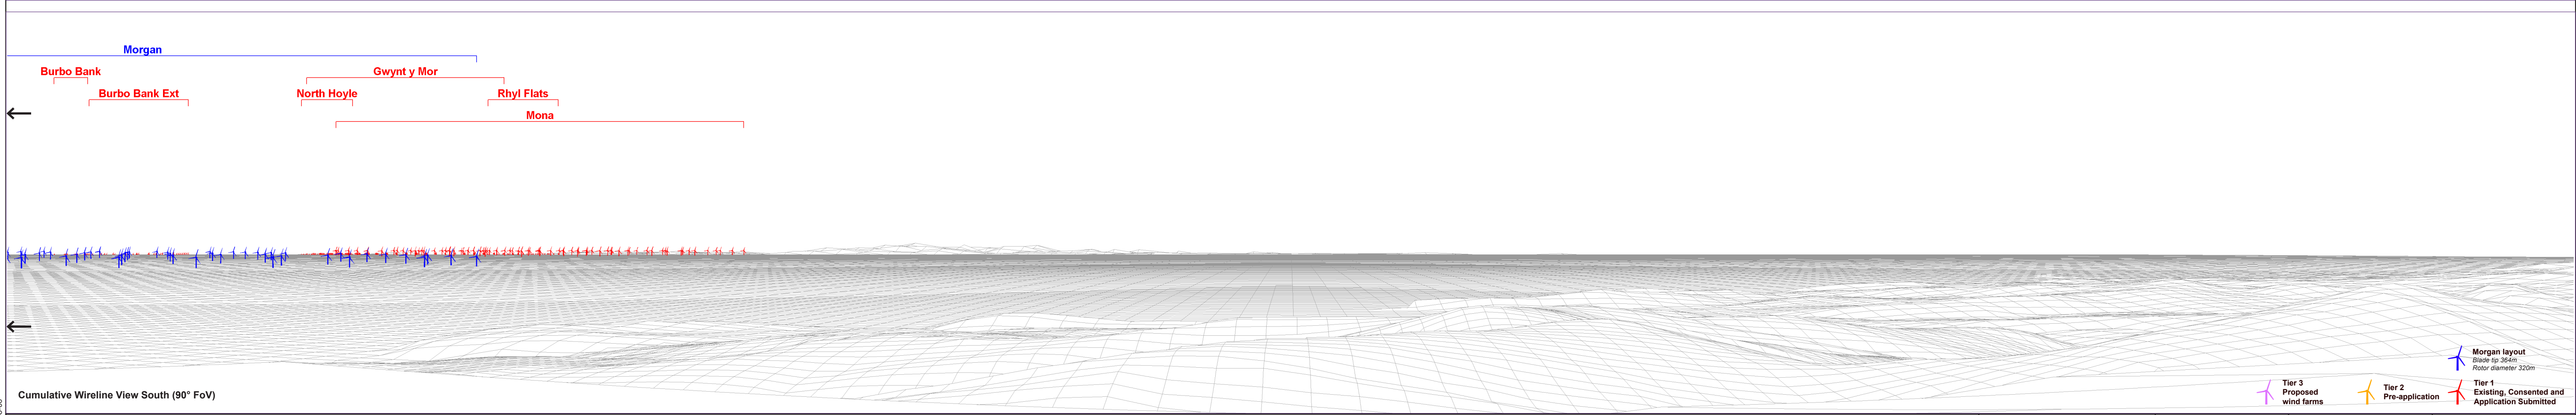 Morgan
Burbo Bank
Gwynt y Mor
Burbo Bank Ext
North Hoyle
Rhyl Flats
Mona
Morgan layout
Blade tip 364m
Rotor diameter 320m
Cumulative Wireline View South (90° FoV)
Tier 3
Proposed
wind farms
Tier 2
Pre-application
Tier 1
Existing, Consented and
Application Submitted